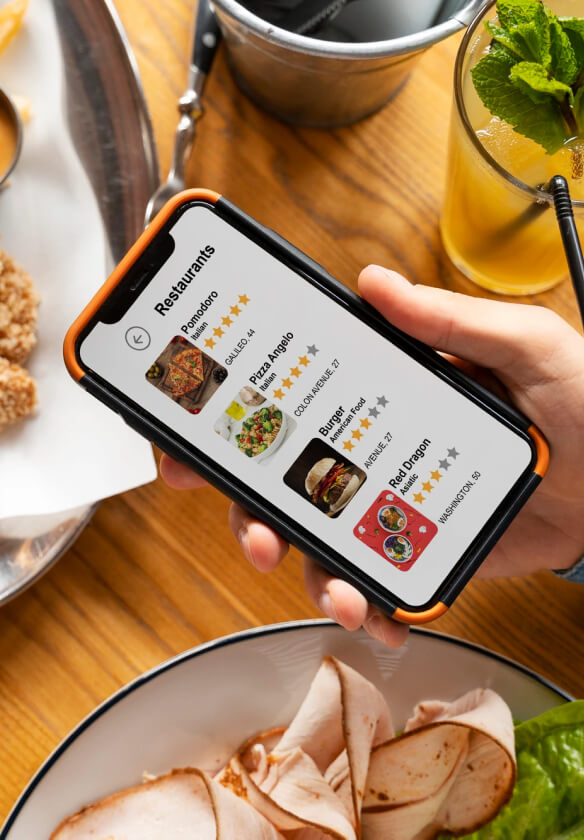 Restaurants
Pomodoro
Italian
GALILEO, 44
Pizza Angelo
Italian
COLON AVENUE, 27
Burger
American Food
AVENUE, 27
Red Dragon
Asiatic
WASHINGTON, 50